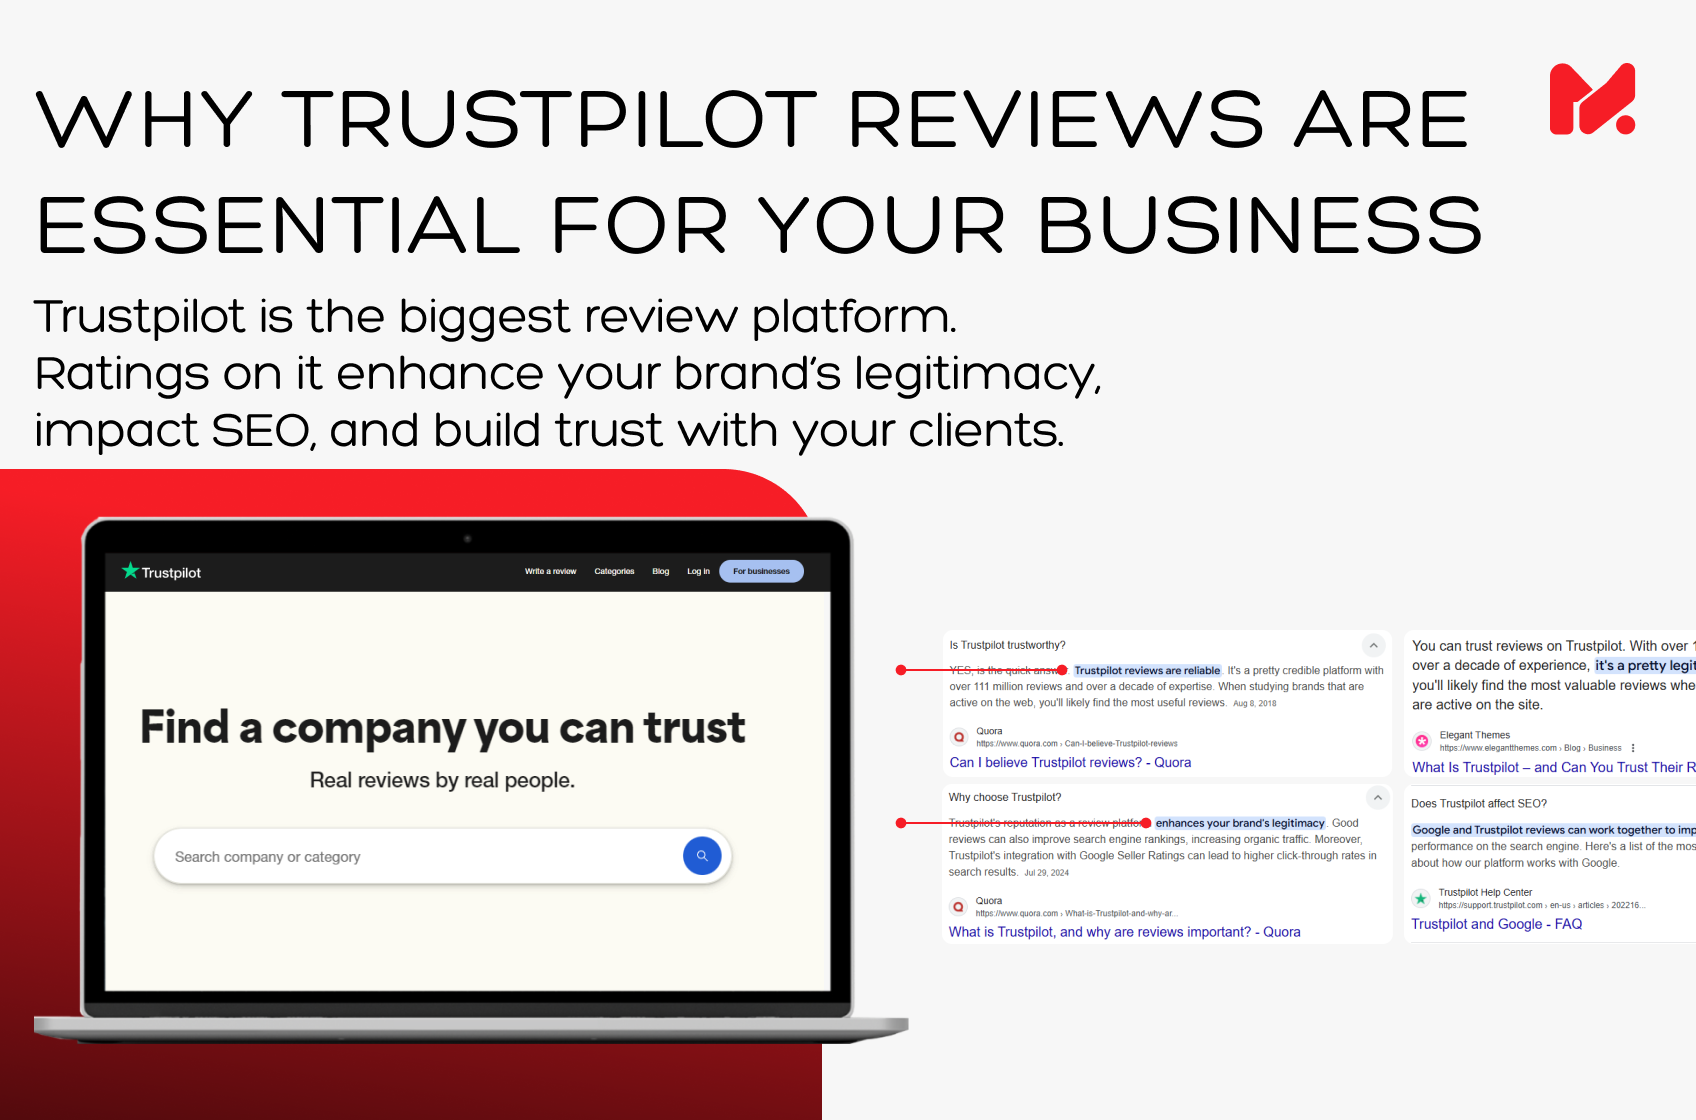 WHY TRUSTPILOT REVIEWS ARE
ESSENTIAL FOR YOUR BUSINESS
Trustpilot is the biggest review platform.
Ratings on it enhance your brand's legitimacy,
impact SEO, and build trust with your clients.
Trustpilot
Write a review Categories Blog Log in For businesses
Find a company you can trust
Real reviews by real people.
Search company or category
Is Trustpilot trustworthy?
YES, is the quick answer. Trustpilot reviews are reliable. It's a pretty credible platform with
over 111 million reviews and over a decade of expertise. When studying brands that are
active on the web, you'll likely find the most useful reviews. Aug 8, 2018
Quora
https://www.quora.com › Can-I-believe-Trustpilot-reviews
Can I believe Trustpilot reviews? - Quora
Why choose Trustpilot?
Trustpilot's reputation as a review enhances your brand's legitimacy. Good
reviews can also improve search engine rankings, increasing organic traffic. Moreover,
Trustpilot's integration with Google Seller Ratings can lead to higher click-through rates in
search results. Jul 29, 2024
Quora
https://www.quora.com › What-is-Trustpilot-and-why-ar...
What is Trustpilot, and why are reviews important? - Quora
You can trust reviews on Trustpilot. With over 1
over a decade of experience, it's a pretty legit
you'll likely find the most valuable reviews whe
are active on the site.
Elegant Themes
https://www.elegantthemes.com › Blog › Business
What Is Trustpilot – and Can You Trust Their R
Does Trustpilot affect SEO?
Google and Trustpilot reviews can work together to imp
performance on the search engine. Here's a list of the mos
about how our platform works with Google.
Trustpilot Help Center
https://support.trustpilot.com › en-us › articles › 202216...
Trustpilot and Google - FAQ